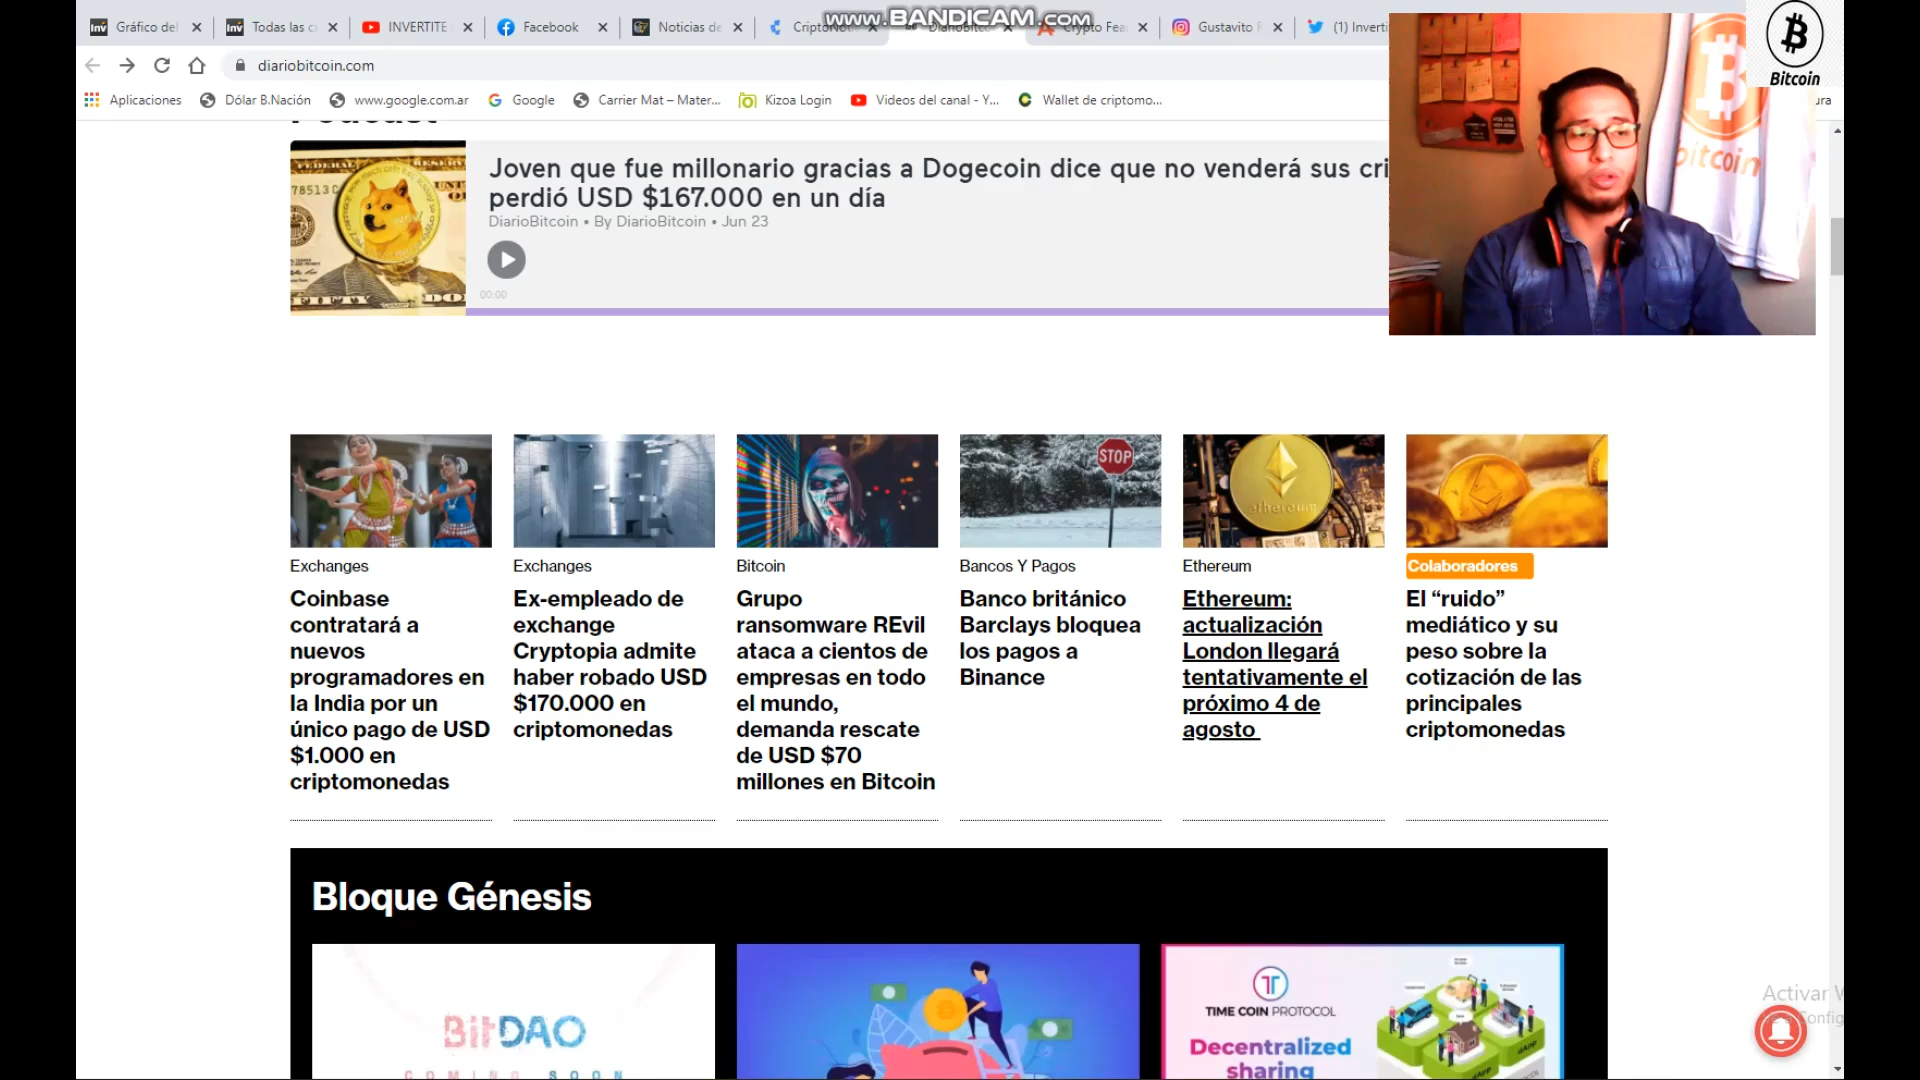 www.BANDICAM.com
Gráfico del
Todas las c
INVERTITE
Facebook
Noticias de
Cripto
Crypto Fea
Gustavito
(1) Inverti
diariobitcoin.com
Aplicaciones
Dólar B.Nación
www.google.com.ar
Google
Carrier Mat – Mater...
Kizoa Login
Videos del canal - Y...
Wallet de criptomo...
Bitcoin
bitcoin
Podcast
Joven que fue millonario gracias a Dogecoin dice que no venderá sus cri
perdió USD $167.000 en un día
DiarioBitcoin • By DiarioBitcoin • Jun 23
00:00
STOP
ethereum
Exchanges
Coinbase
contratará a
nuevos
programadores en
la India por un
único pago de USD
$1.000 en
criptomonedas
Exchanges
Ex-empleado de
exchange
Cryptopia admite
haber robado USD
$170.000 en
criptomonedas
Bitcoin
Grupo
ransomware REvil
ataca a cientos de
empresas en todo
el mundo,
demanda rescate
de USD $70
millones en Bitcoin
Bancos Y Pagos
Banco británico
Barclays bloquea
los pagos a
Binance
Ethereum
Ethereum:
actualización
London llegará
tentativamente el
próximo 4 de
agosto
Colaboradores
El “ruido”
mediático y su
peso sobre la
cotización de las
principales
criptomonedas
Bloque Génesis
BitDAO
COMING SOON
TIME COIN PROTOCOL
Decentralized
sharing
dApp
dApp
Activar W
Config